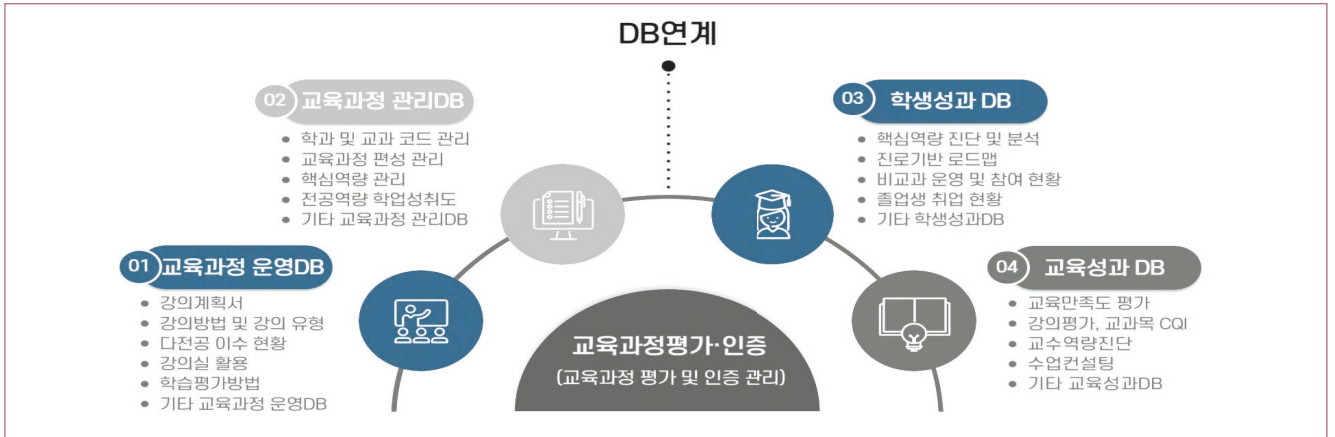 DB연계
01 교육과정 운영DB
• 강의계획서
• 강의방법 및 강의 유형
• 다전공 이수 현황
• 강의실 활용
• 학습평가방법
• 기타 교육과정 운영DB
02 교육과정 관리DB
• 학과 및 교과 코드 관리
• 교육과정 편성 관리
• 핵심역량 관리
• 전공역량 학업성취도
• 기타 교육과정 관리DB
03 학생성과 DB
• 핵심역량 진단 및 분석
• 진로기반 로드맵
• 비교과 운영 및 참여 현황
• 졸업생 취업 현황
• 기타 학생성과DB
04 교육성과 DB
• 교육만족도 평가
• 강의평가, 교과목 CQI
• 교수역량진단
• 수업컨설팅
• 기타 교육성과DB
교육과정평가·인증
(교육과정 평가 및 인증 관리)